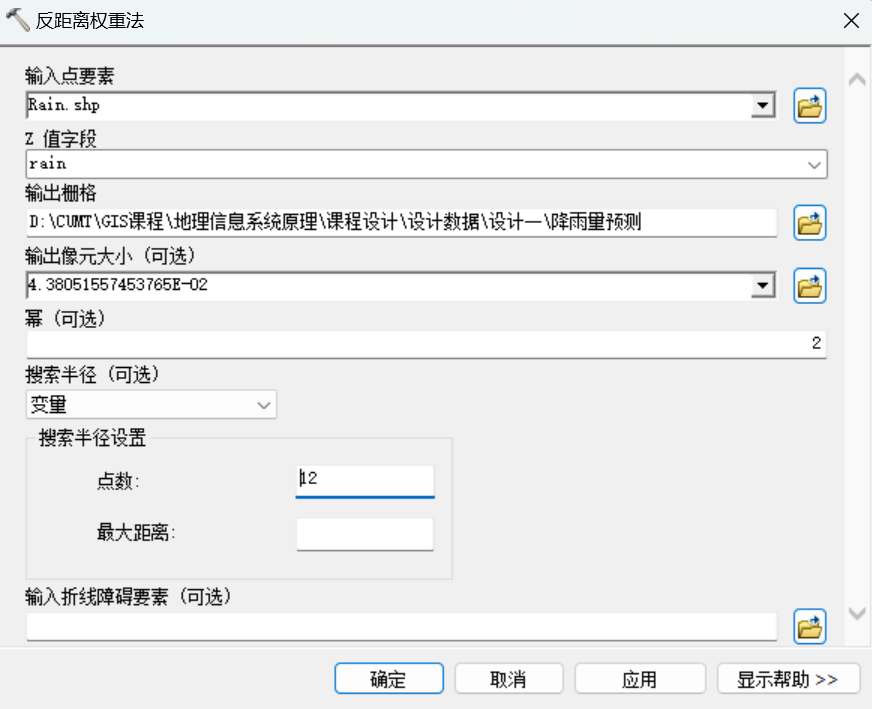 反距离权重法
输入点要素
Rain.shp
Z 值字段
rain
输出栅格
D:\CUMT\GIS课程\地理信息系统原理\课程设计\设计数据\设计一\降雨量预测
输出像元大小（可选）
4.38051557453765E-02
幂（可选）
2
搜索半径（可选）
变量
搜索半径设置
点数:
12
最大距离:
输入折线障碍要素（可选）
确定 取消 应用 显示帮助 >>